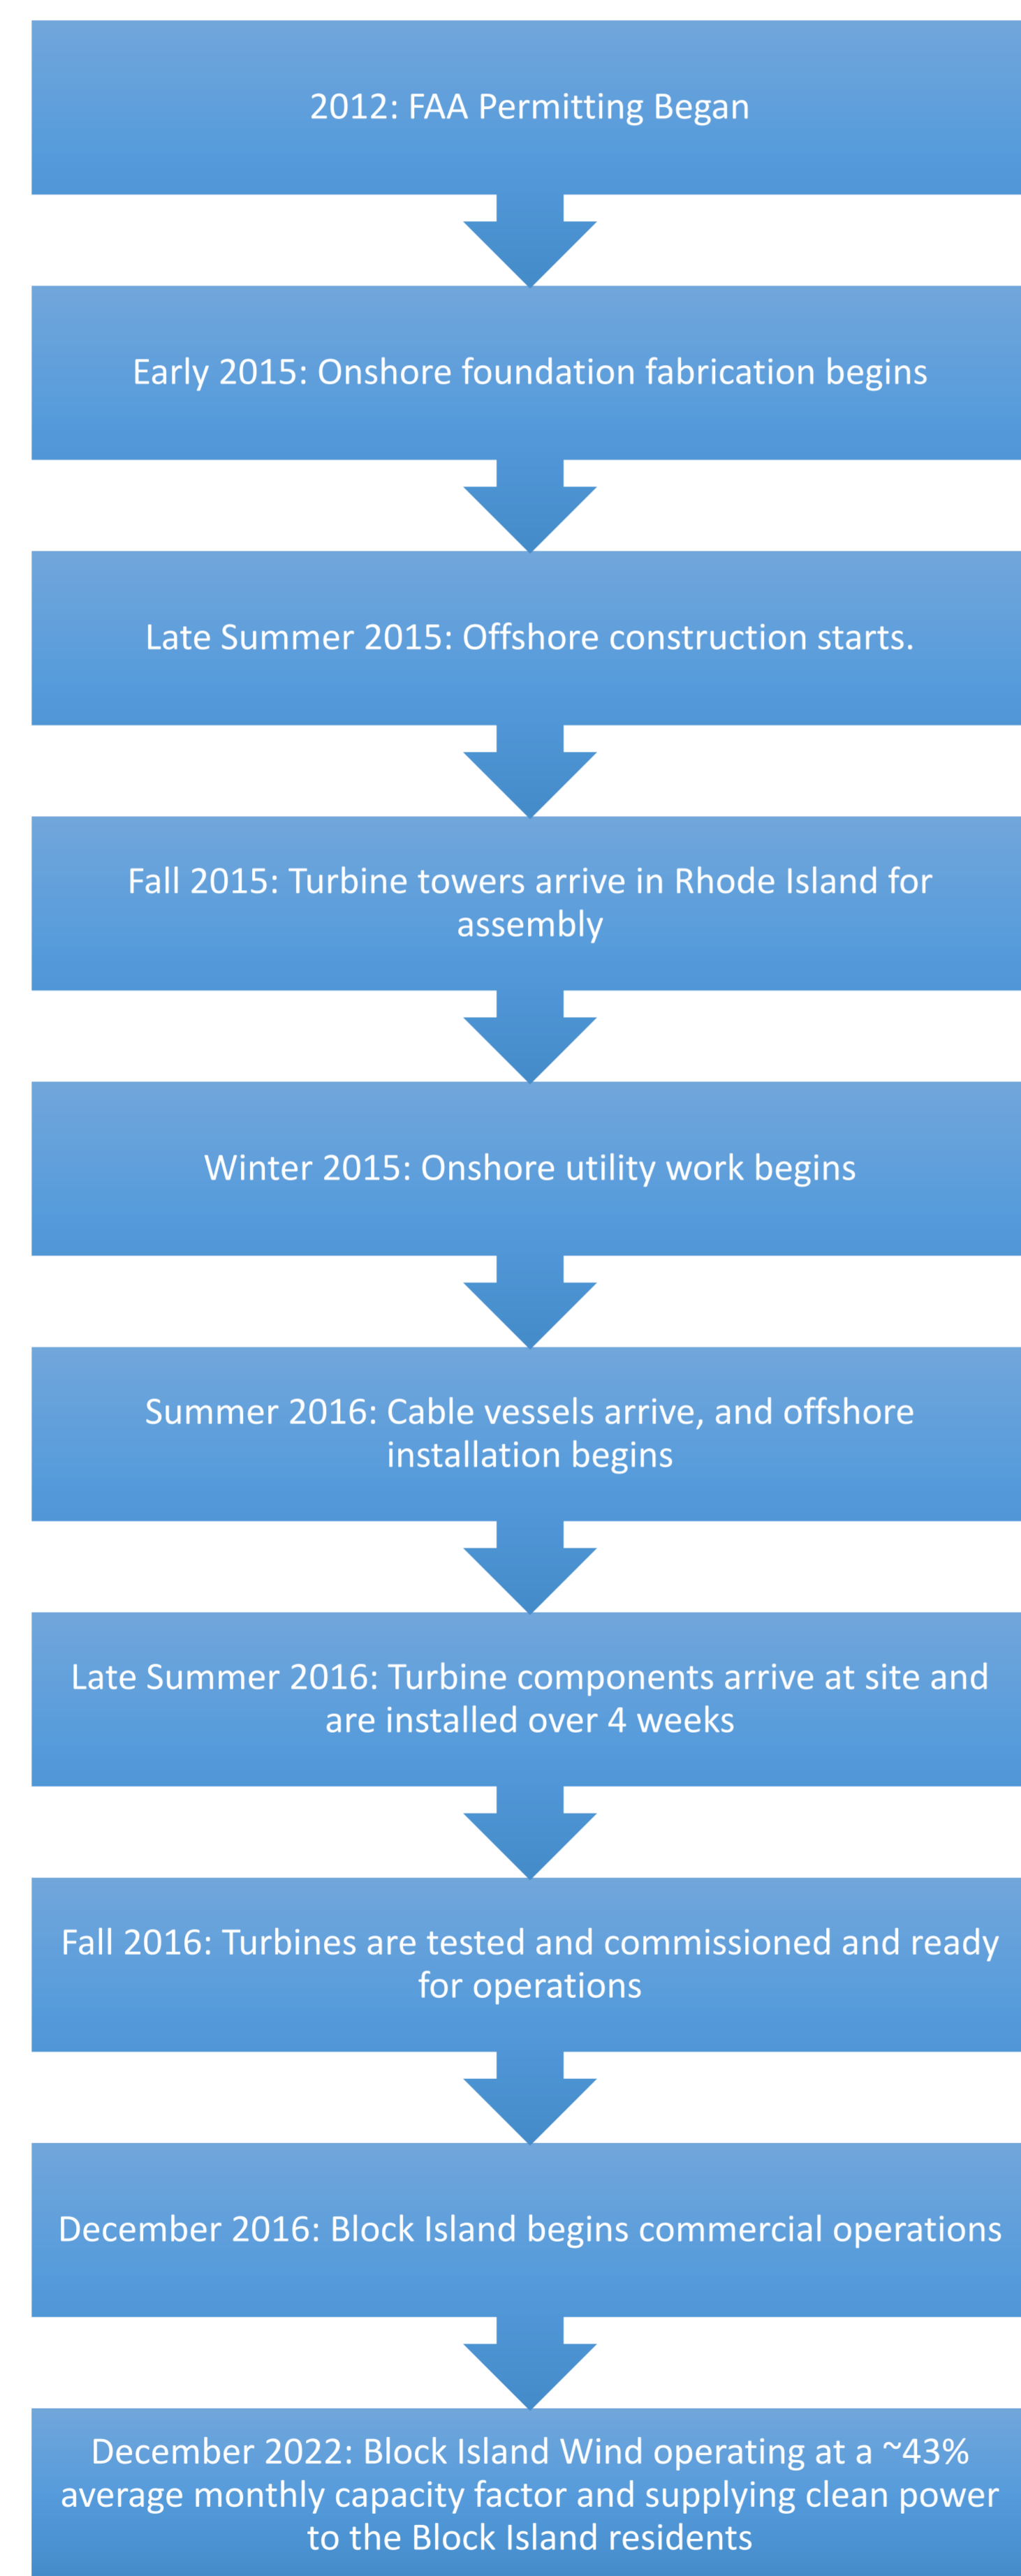 2012: FAA Permitting Began
Early 2015: Onshore foundation fabrication begins
Late Summer 2015: Offshore construction starts.
Fall 2015: Turbine towers arrive in Rhode Island for
assembly
Winter 2015: Onshore utility work begins
Summer 2016: Cable vessels arrive, and offshore
installation begins
Late Summer 2016: Turbine components arrive at site and
are installed over 4 weeks
Fall 2016: Turbines are tested and commissioned and ready
for operations
December 2016: Block Island begins commercial operations
December 2022: Block Island Wind operating at a ~43%
average monthly capacity factor and supplying clean power
to the Block Island residents